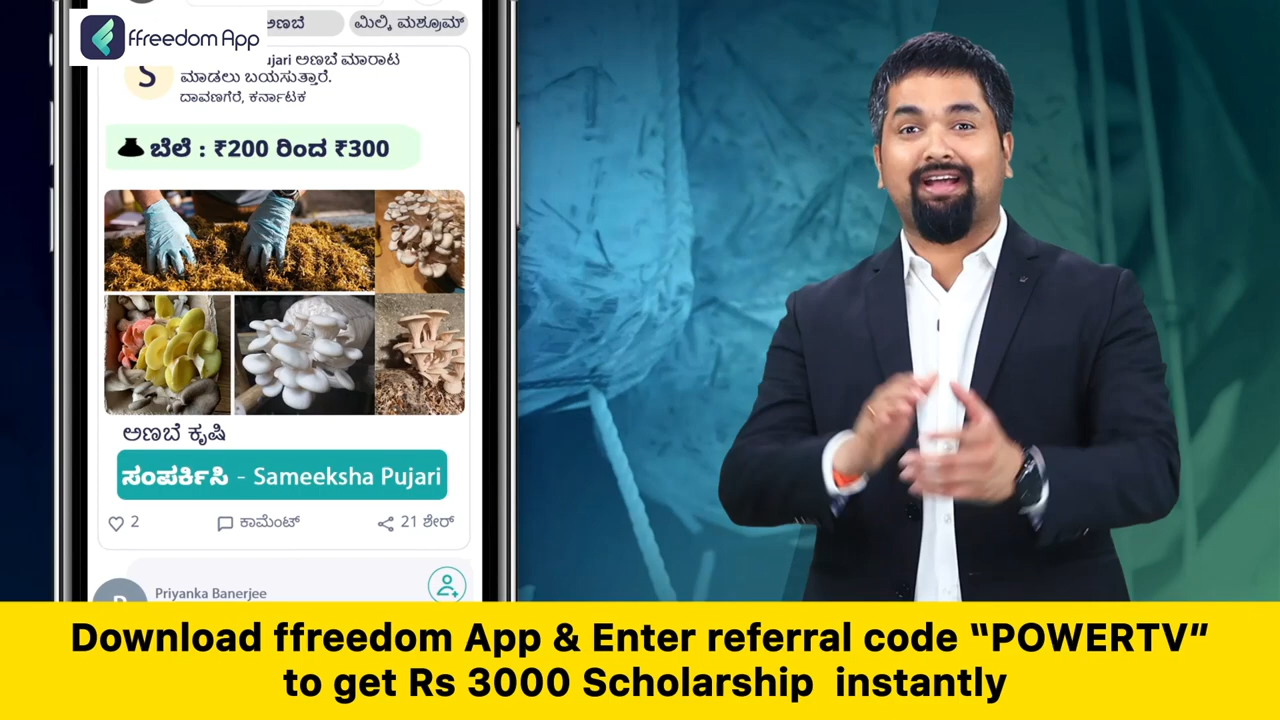 ffreedom App
ಅಣಬೆ
ಮಿಲ್ಕಿ ಮಶ್ರೂಮ್
S
jari ಅಣಬೆ ಮಾರಾಟ
ಮಾಡಲು ಬಯಸುತ್ತಾರೆ.
ದಾವಣಗೆರೆ, ಕರ್ನಾಟಕ
ಬೆಲೆ : ₹200 ರಿಂದ ₹300
ಅಣಬೆ ಕೃಷಿ
ಸಂಪರ್ಕಿಸಿ - Sameeksha Pujari
2
ಕಾಮೆಂಟ್
21 ಶೇರ್
Priyanka Banerjee
Download ffreedom App & Enter referral code “POWERTV”
to get Rs 3000 Scholarship instantly